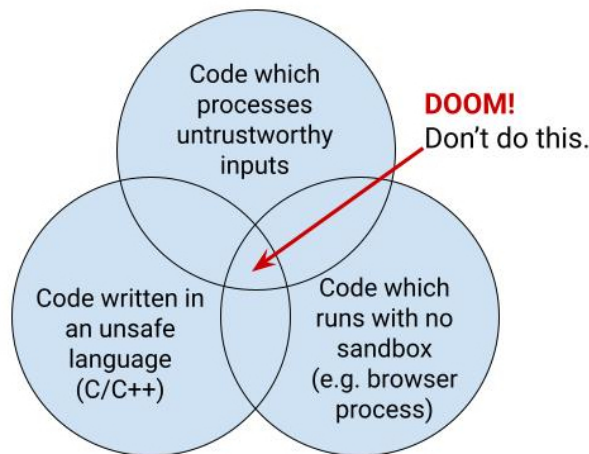 Code which
processes
untrustworthy
inputs
DOOM!
Don't do this.
Code written in
an unsafe
language
(C/C++)
Code which
runs with no
sandbox
(e.g. browser
process)